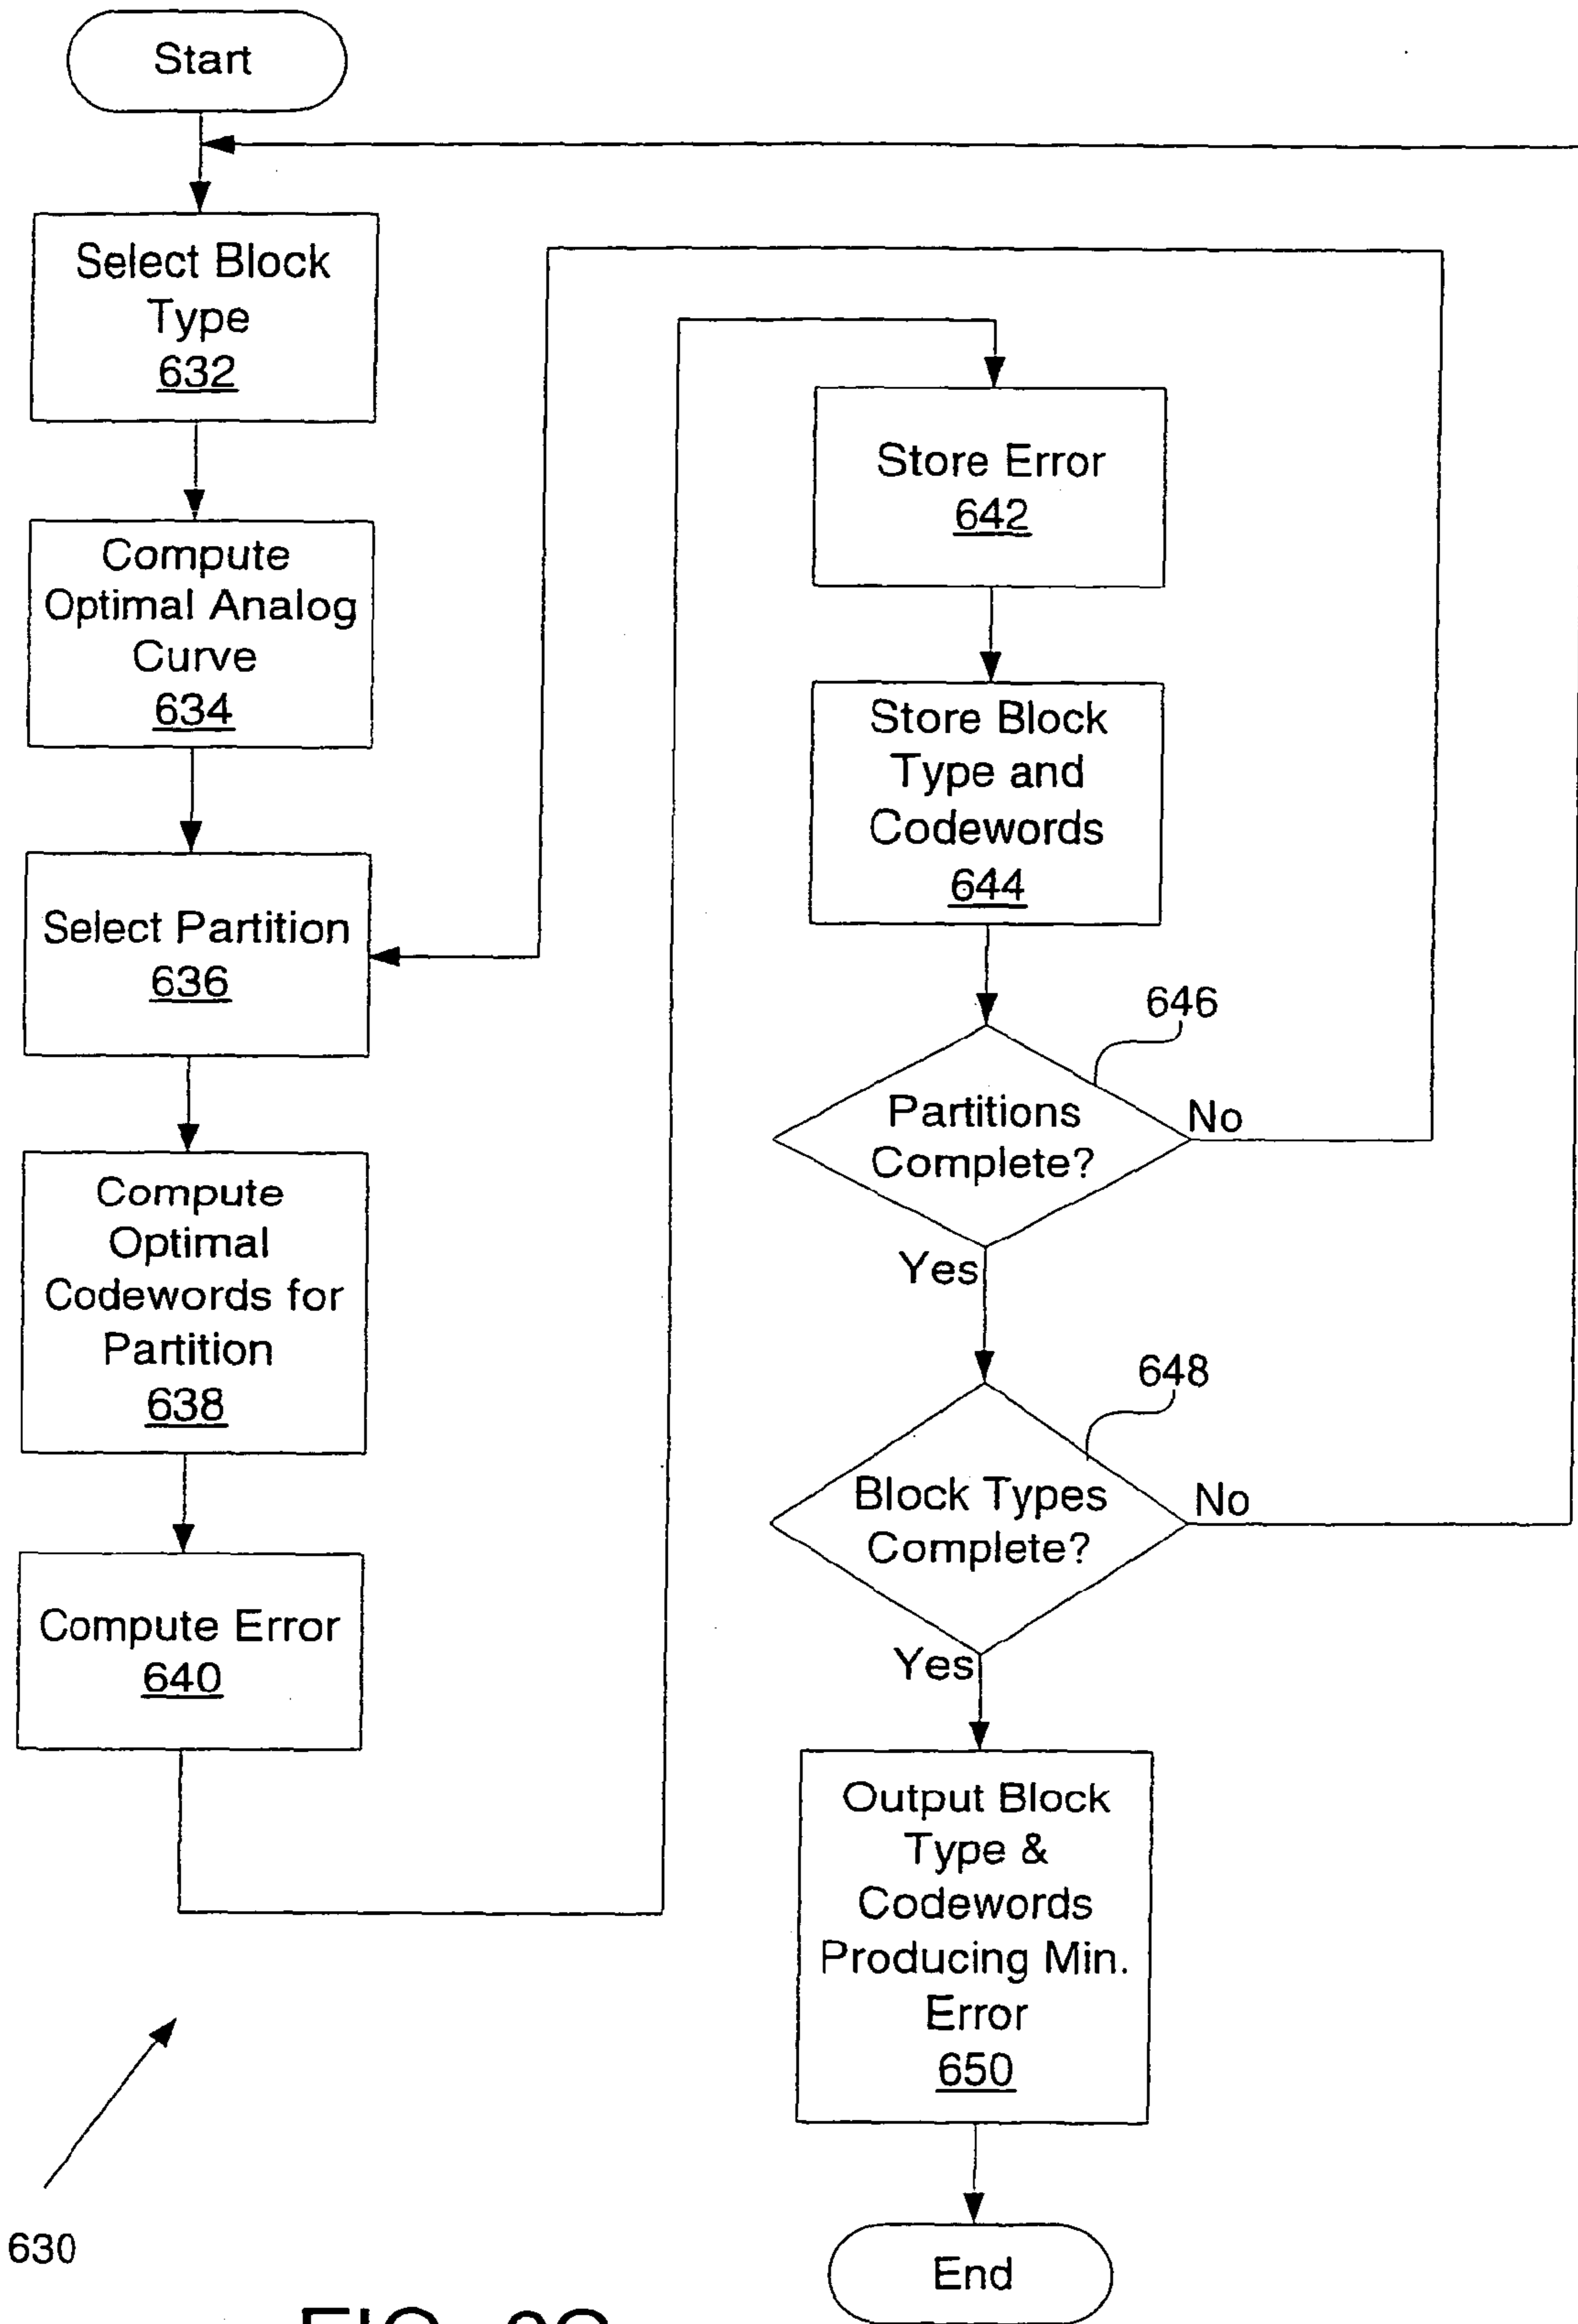 Start
Select Block
Type
632
Compute
Optimal Analog
Curve
634
Select Partition
636
Compute
Optimal
Codewords for
Partition
638
Compute Error
640
Store Error
642
Store Block
Type and
Codewords
644
646
Partitions
Complete?
No
Yes
648
Block Types
Complete?
No
Yes
Output Block
Type &
Codewords
Producing Min.
Error
650
End
630